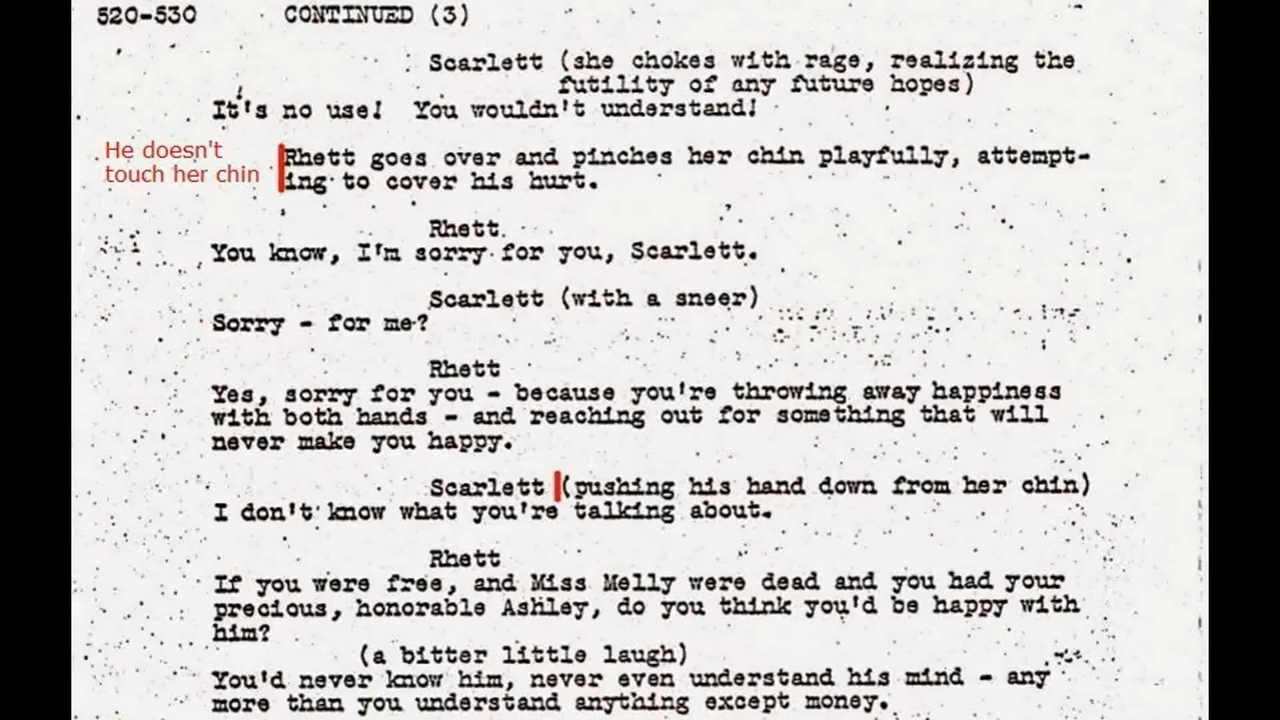 520-530 CONTINUED (3)
Scarlett (she chokes with rage, realizing the
futility of any future hopes)
It's no use! You wouldn't understand!
He doesn't
touch her chin
Rhett goes over and pinches her chin playfully, attempt-
ing to cover his hurt.
Rhett
You know, I'm sorry for you, Scarlett.
Scarlett (with a sneer)
Sorry - for me?
Rhett
Yes, sorry for you - because you're throwing away happiness
with both hands - and reaching out for something that will
never make you happy.
Scarlett (pushing his hand down from her chin)
I don't know what you're talking about.
Rhett
If you were free, and Miss Melly were dead and you had your
precious, honorable Ashley, do you think you'd be happy with
him?
(a bitter little laugh)
You'd never know him, never even understand his mind - any
more than you understand anything except money.